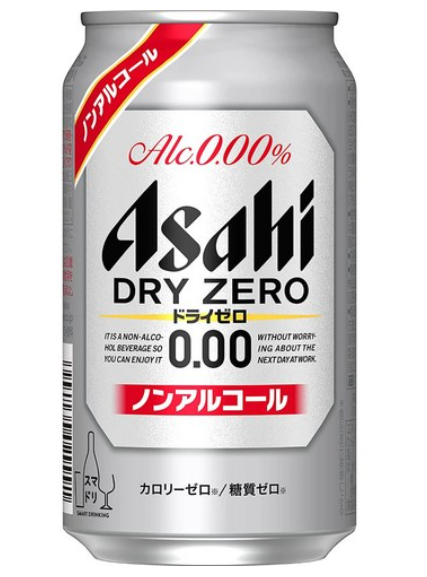 ノンアルコール
Alc.0.00%
Asahi
DRY ZERO
ドライゼロ
IT IS A NON-ALCO-
HOL BEVERAGE SO
YOU CAN ENJOY IT
0.00
WITHOUT WORRY-
ING ABOUT THE
NEXT DAY AT WORK.
ノンアルコール
スマ
ドリ
SMART DRINKING
カロリーゼロ※/糖質ゼロ※